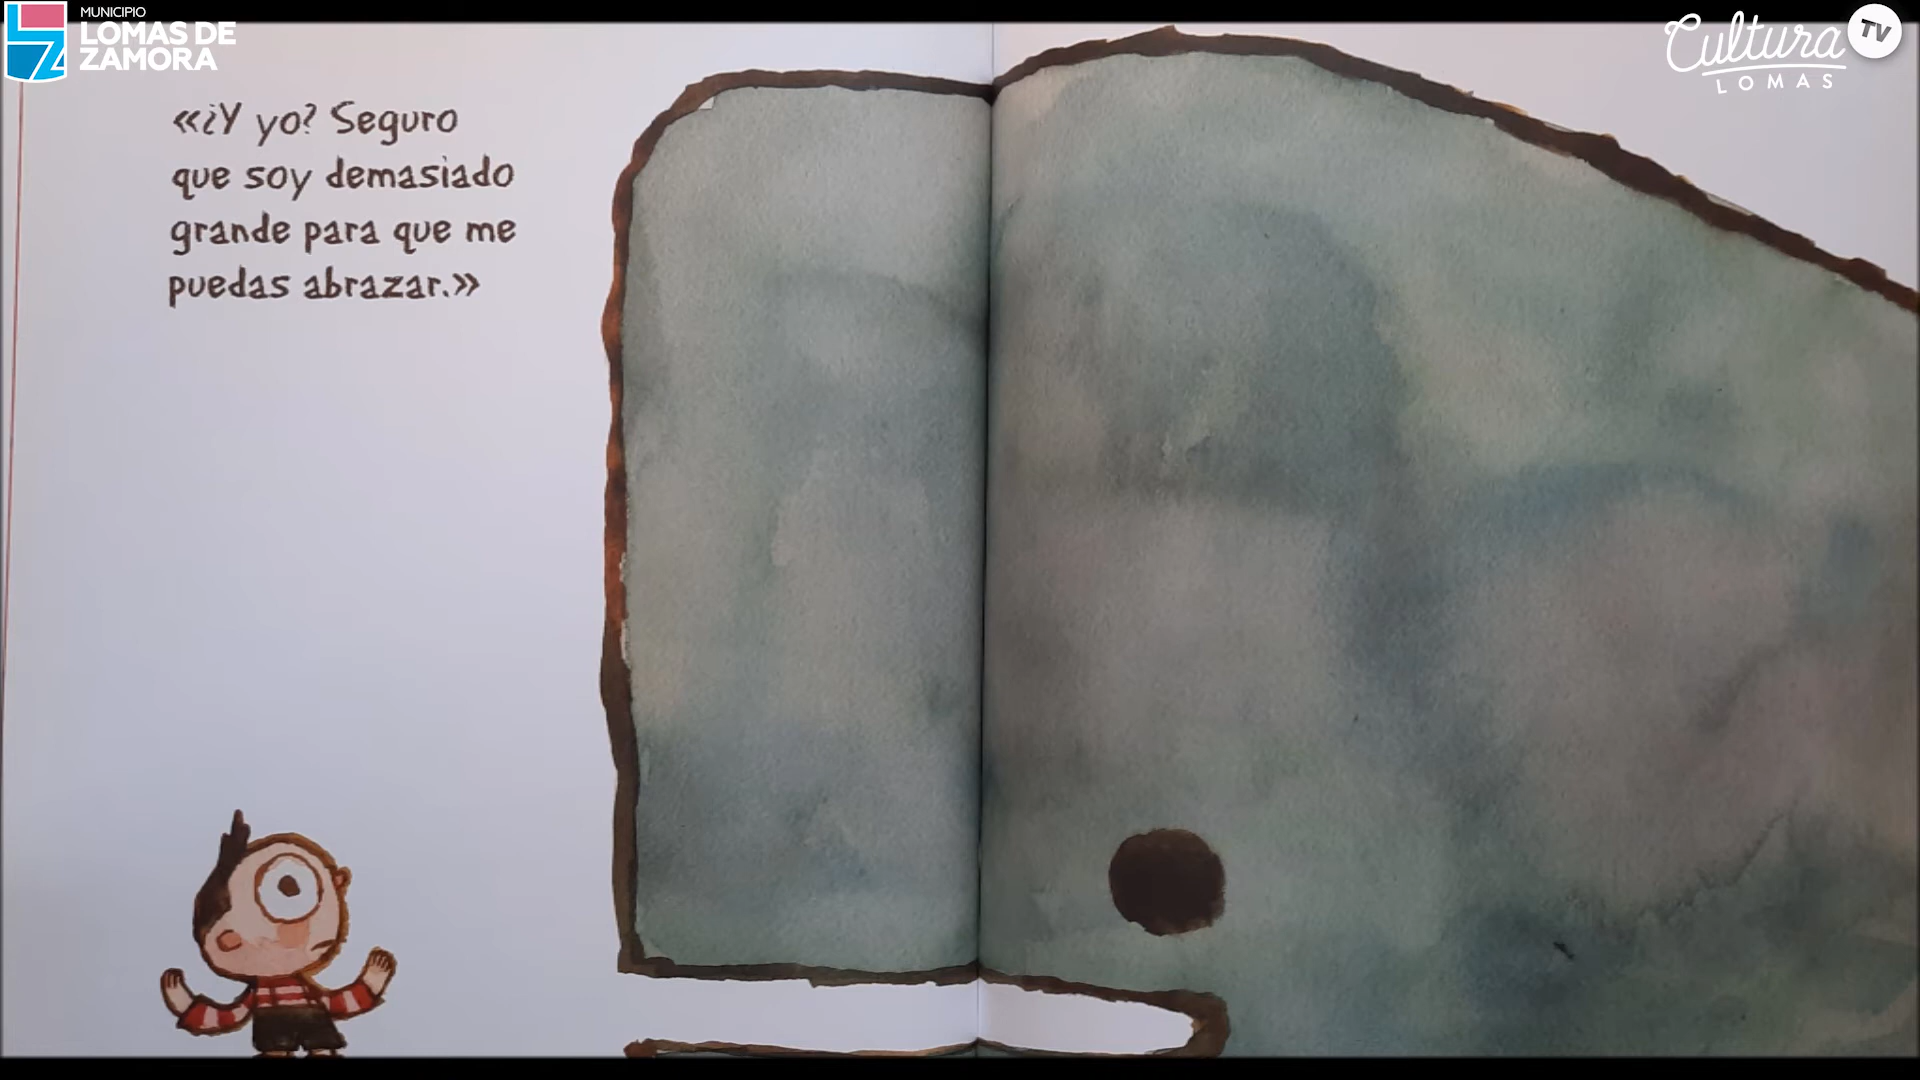 MUNICIPIO
LOMAS DE
ZAMORA
Cultura
TV
LOMAS
«¿Y yo? Seguro
que soy demasiado
grande para que me
puedas abrazar.»